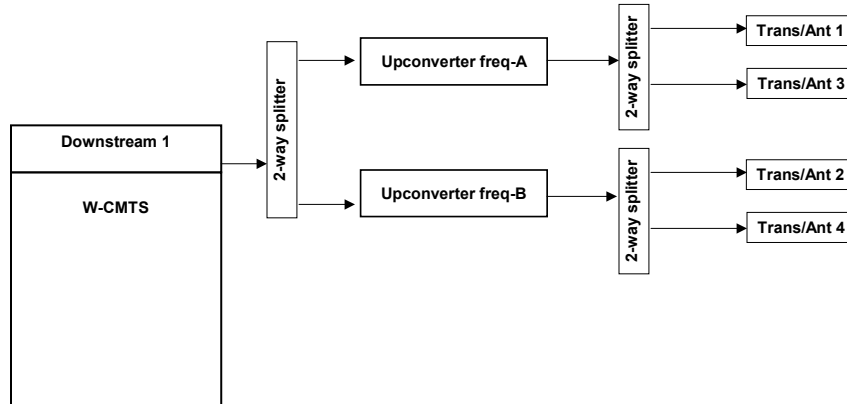 Downstream 1
W-CMTS
2-way splitter
Upconverter freq-A
Upconverter freq-B
2-way splitter
2-way splitter
Trans/Ant 1
Trans/Ant 3
Trans/Ant 2
Trans/Ant 4